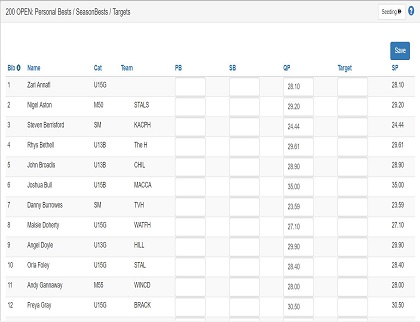 200 OPEN: Personal Bests / SeasonBests / Targets
Seeding
Save
Bib Name Cat Team PB SB QP Target SP
1 Zari Annafi U15G 28.10 28.10
2 Nigel Aston M50 STALS 29.20 29.20
3 Steven Berrisford SM KACPH 24.44 24.44
4 Rhys Bethell U13B The H 29.61 29.61
5 John Broadis U13B CHIL 28.90 28.90
6 Joshua Bull U15B MACCA 35.00 35.00
7 Danny Burrowes SM TVH 23.59 23.59
8 Maisie Doherty U15G WATFH 27.10 27.10
9 Angel Doyle U13G HILL 29.90 29.90
10 Orla Foley U15G STAL 28.40 28.40
11 Andy Gannaway M55 WINCD 28.00 28.00
12 Freya Gray U15G BRACK 30.50 30.50